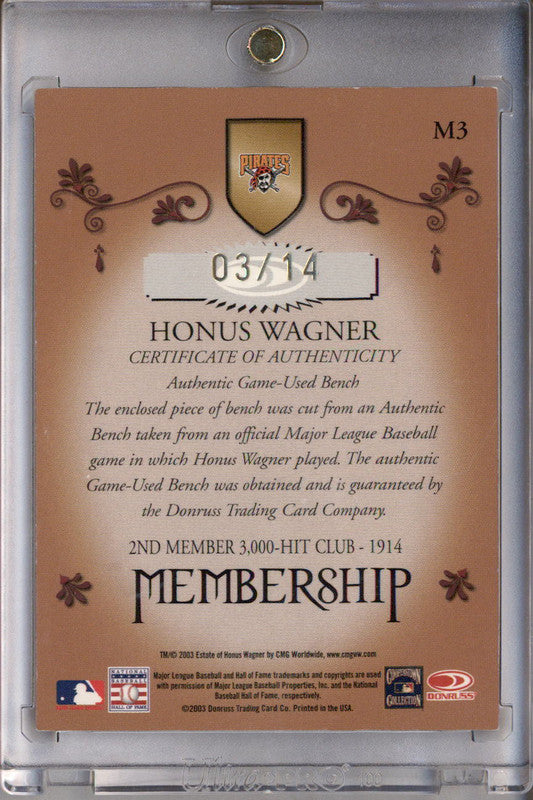 M3
PIRATES
03/14
HONUS WAGNER
CERTIFICATE OF AUTHENTICITY
Authentic Game-Used Bench
The enclosed piece of bench was cut from an Authentic
Bench taken from an official Major League Baseball
game in which Honus Wagner played. The authentic
Game-Used Bench was obtained and is guaranteed by
the Donruss Trading Card Company.
2ND MEMBER 3,000-HIT CLUB - 1914
MEMBERSHIP
TM/© 2003 Estate of Honus Wagner by CMG Worldwide, www.cmgww.com
Major League Baseball and Hall of Fame trademarks and copyrights are used
with permission of Major League Baseball Properties, Inc. and the National
Baseball Hall of Fame, respectively.
©2003 Donruss Trading Card Co. Printed in the USA.
NATIONAL
BASEBALL
HALL OF FAME
COOPERSTOWN
COLLECTION
DONRUSS
Ultra PRO